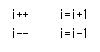 i++ i=i+1
i-- i=i-1